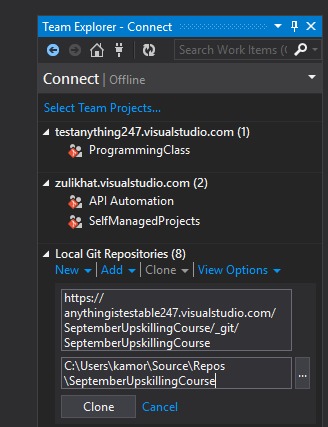 Team Explorer - Connect
Search Work Items (C
Connect | Offline
Select Team Projects...
testanything247.visualstudio.com (1)
ProgrammingClass
zulikhat.visualstudio.com (2)
API Automation
SelfManagedProjects
Local Git Repositories (8)
New | Add | Clone | View Options
https://
anythingistestable247.visualstudio.com/
SeptemberUpskillingCourse/_git/
SeptemberUpskillingCourse
C:\Users\kamor\Source\Repos
\SeptemberUpskillingCourse
...
Clone Cancel